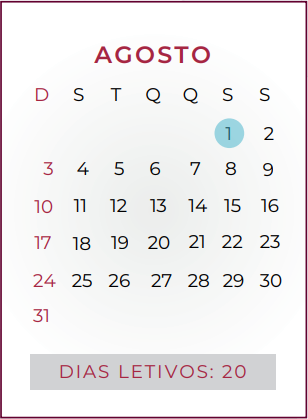 AGOSTO
D S T Q Q S S
1 2
3 4 5 6 7 8 9
10 11 12 13 14 15 16
17 18 19 20 21 22 23
24 25 26 27 28 29 30
31
DIAS LETIVOS: 20